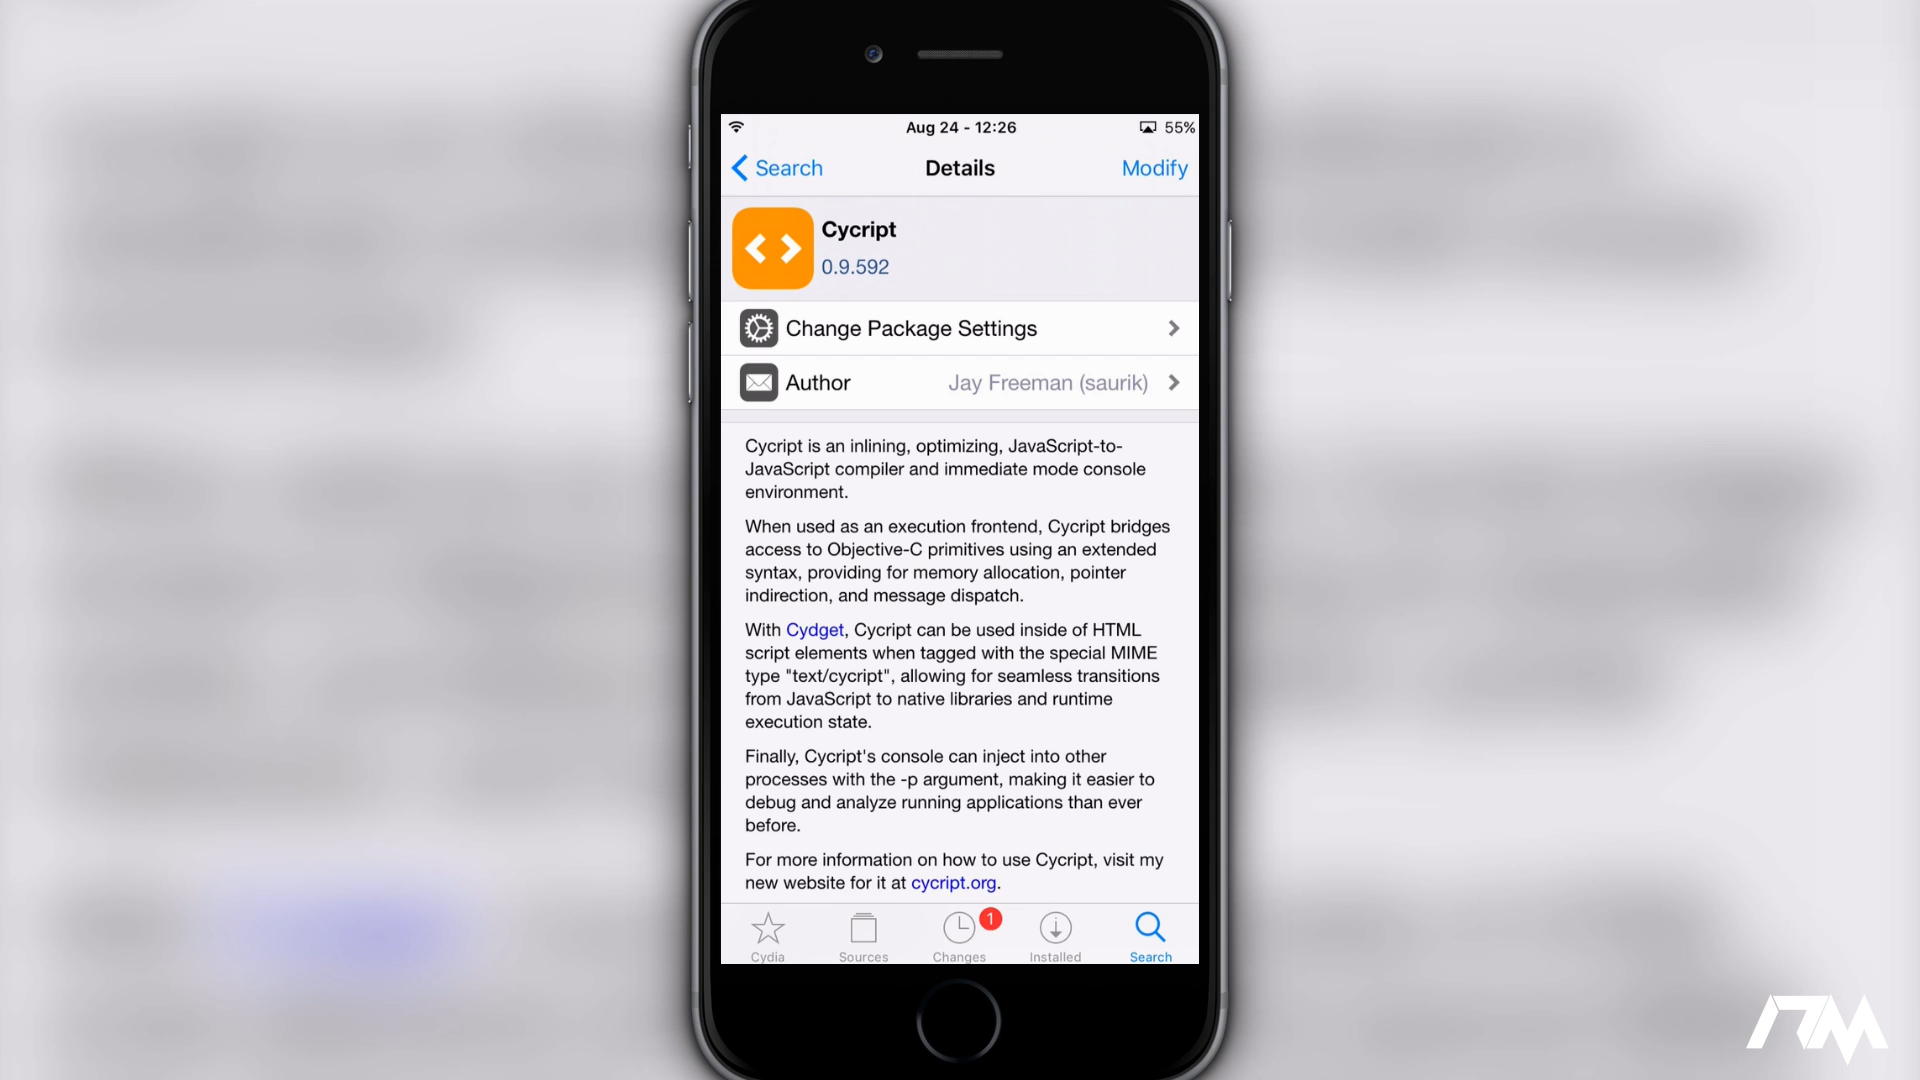 Aug 24 - 12:26
55%
Search
Details
Modify
Cycript
0.9.592
Change Package Settings
Author
Jay Freeman (saurik)
Cycript is an inlining, optimizing, JavaScript-to-
JavaScript compiler and immediate mode console
environment.
When used as an execution frontend, Cycript bridges
access to Objective-C primitives using an extended
syntax, providing for memory allocation, pointer
indirection, and message dispatch.
With Cydget, Cycript can be used inside of HTML
script elements when tagged with the special MIME
type "text/cycript", allowing for seamless transitions
from JavaScript to native libraries and runtime
execution state.
Finally, Cycript's console can inject into other
processes with the -p argument, making it easier to
debug and analyze running applications than ever
before.
For more information on how to use Cycript, visit my
new website for it at cycript.org.
1
Cydia
Sources
Changes
Installed
Search